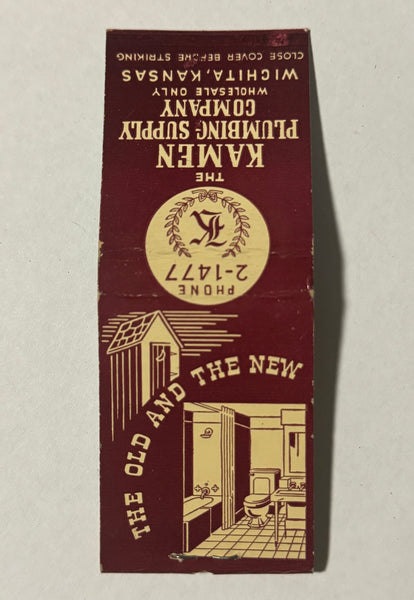 THE
KAMEN
PLUMBING SUPPLY
COMPANY
WHOLESALE ONLY
WICHITA, KANSAS
CLOSE COVER BEFORE STRIKING
PHONE
2-1477
K
THE OLD AND THE NEW